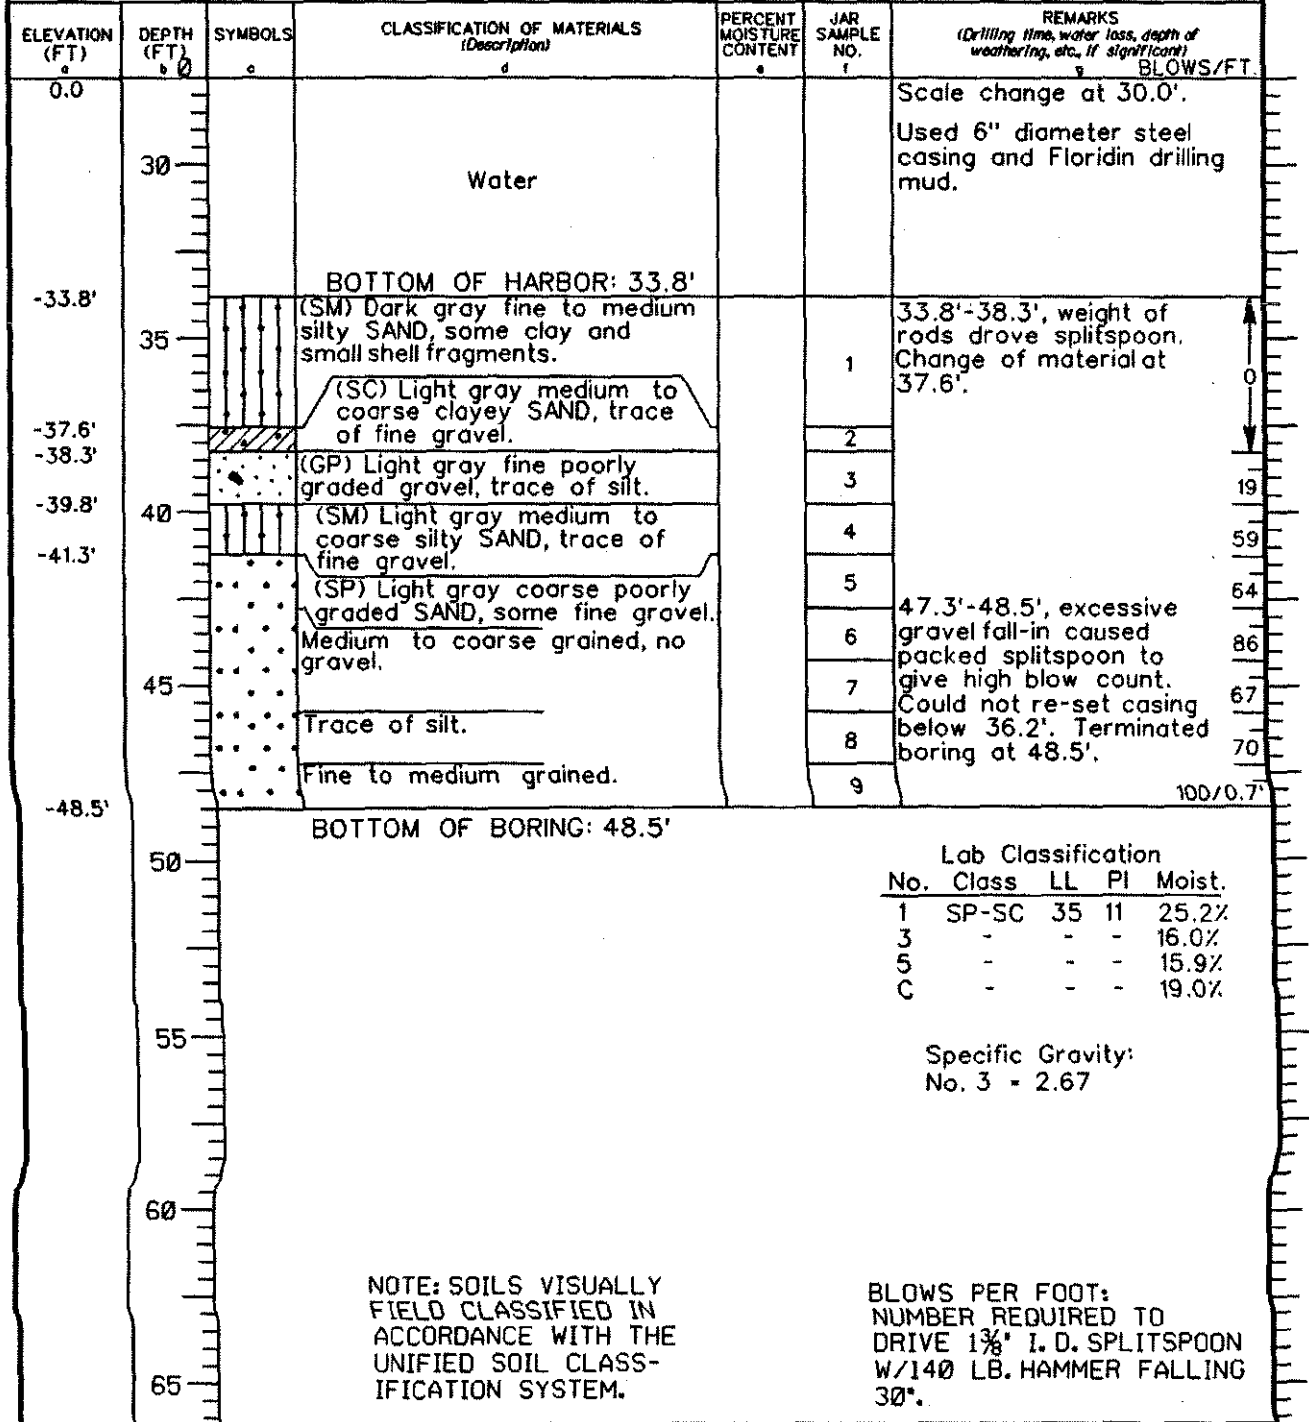 ELEVATION (FT) a
DEPTH (FT) b 0
SYMBOLS c
CLASSIFICATION OF MATERIALS
(Description)
d
PERCENT MOISTURE CONTENT e
JAR SAMPLE NO. f
REMARKS
(Drilling time, water loss, depth of
weathering, etc., if significant)
g BLOWS/FT.
0.0
Scale change at 30.0'.
Used 6" diameter steel
casing and Floridin drilling
mud.
30
Water
BOTTOM OF HARBOR: 33.8'
-33.8'
(SM) Dark gray fine to medium
silty SAND, some clay and
small shell fragments.
35
1
33.8'-38.3', weight of
rods drove splitspoon.
Change of material at
37.6'.
0
(SC) Light gray medium to
coarse clayey SAND, trace
of fine gravel.
-37.6'
2
-38.3'
(GP) Light gray fine poorly
graded gravel, trace of silt.
3
19
-39.8'
40
(SM) Light gray medium to
coarse silty SAND, trace of
fine gravel.
4
59
-41.3'
(SP) Light gray coarse poorly
graded SAND, some fine gravel.
5
64
Medium to coarse grained, no
gravel.
6
86
47.3'-48.5', excessive
gravel fall-in caused
packed splitspoon to
give high blow count.
Could not re-set casing
below 36.2'. Terminated
boring at 48.5'.
45
7
67
Trace of silt.
8
70
Fine to medium grained.
9
100/0.7'
-48.5'
BOTTOM OF BORING: 48.5'
50
Lab Classification
No. Class LL PI Moist.
1 SP-SC 35 11 25.2%
3 - - - 16.0%
5 - - - 15.9%
C - - - 19.0%
55
Specific Gravity:
No. 3 = 2.67
60
NOTE: SOILS VISUALLY
FIELD CLASSIFIED IN
ACCORDANCE WITH THE
UNIFIED SOIL CLASS-
IFICATION SYSTEM.
65
BLOWS PER FOOT:
NUMBER REQUIRED TO
DRIVE 1⅜" I.D. SPLITSPOON
W/140 LB. HAMMER FALLING
30".